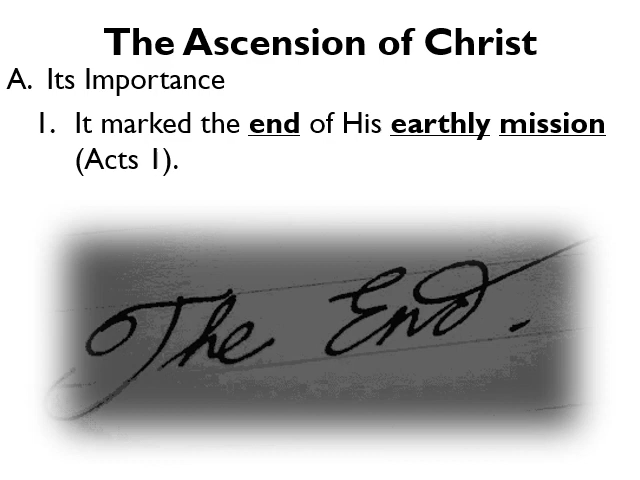 The Ascension of Christ
A. Its Importance
1. It marked the end of His earthly mission
(Acts 1).
The End.